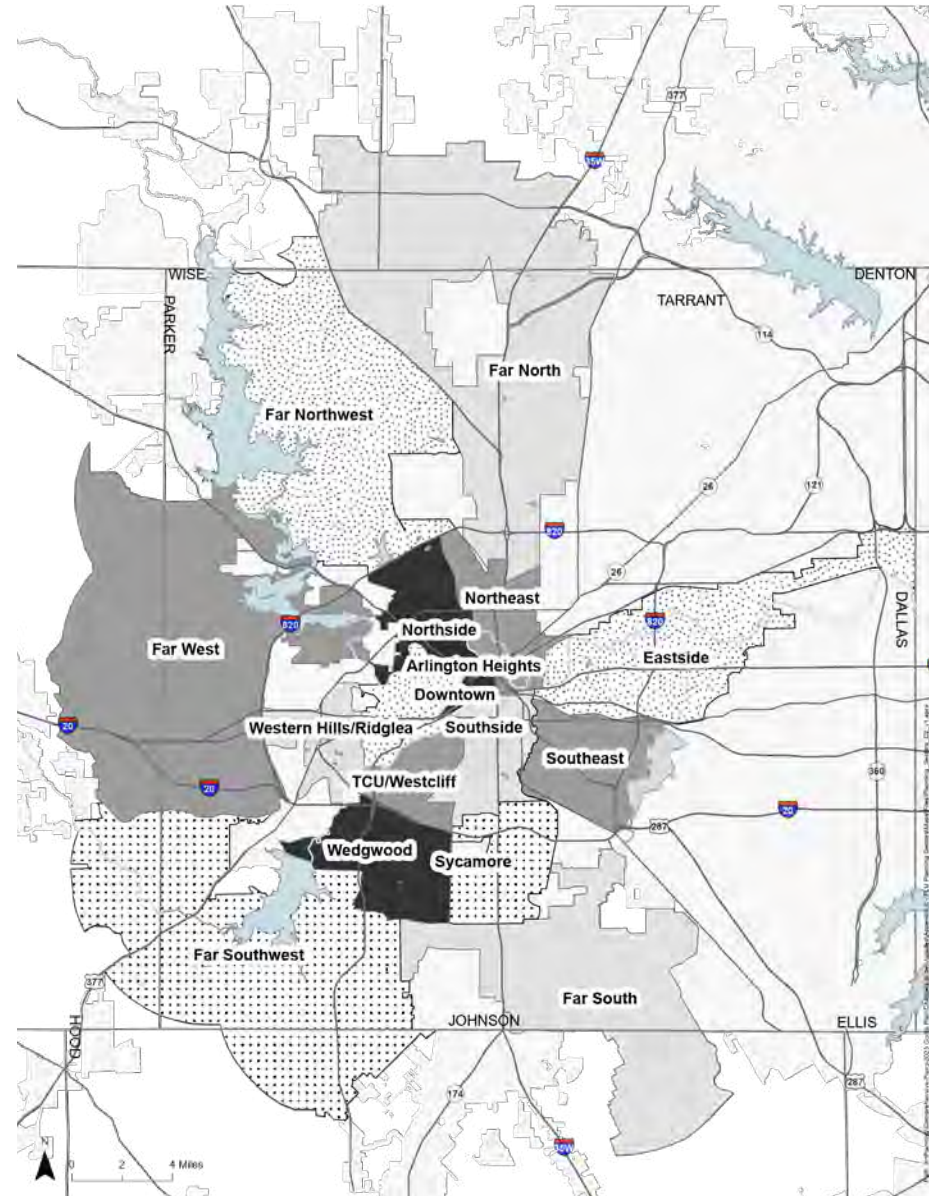 377
35W
WISE
DENTON
PARKER
TARRANT
114
Far North
Far Northwest
26
121
820
26
Northeast
DALLAS
820
820
Northside
Far West
Eastside
Arlington Heights
Downtown
20
Western Hills/Ridglea
Southside
Southeast
360
TCU/Westcliff
20
20
287
Wedgwood
Sycamore
Far Southwest
377
Far South
HOOD
JOHNSON
ELLIS
287
174
N
35W
0 2 4 Miles